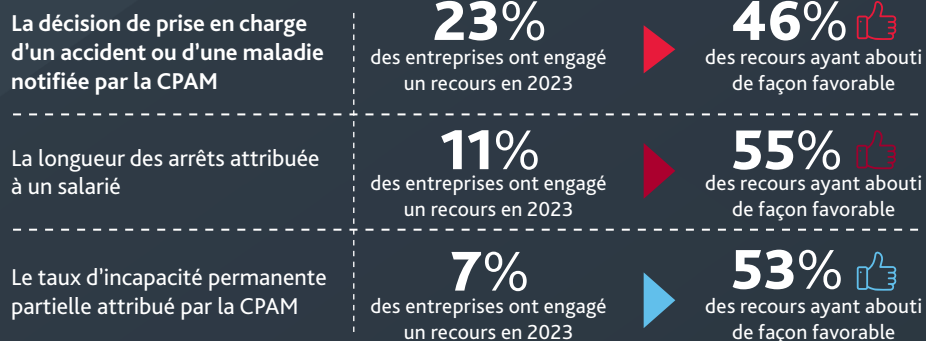 La décision de prise en charge
d'un accident ou d'une maladie
notifiée par la CPAM
23%
des entreprises ont engagé
un recours en 2023
46%
des recours ayant abouti
de façon favorable
La longueur des arrêts attribuée
à un salarié
11%
des entreprises ont engagé
un recours en 2023
55%
des recours ayant abouti
de façon favorable
Le taux d'incapacité permanente
partielle attribué par la CPAM
7%
des entreprises ont engagé
un recours en 2023
53%
des recours ayant abouti
de façon favorable